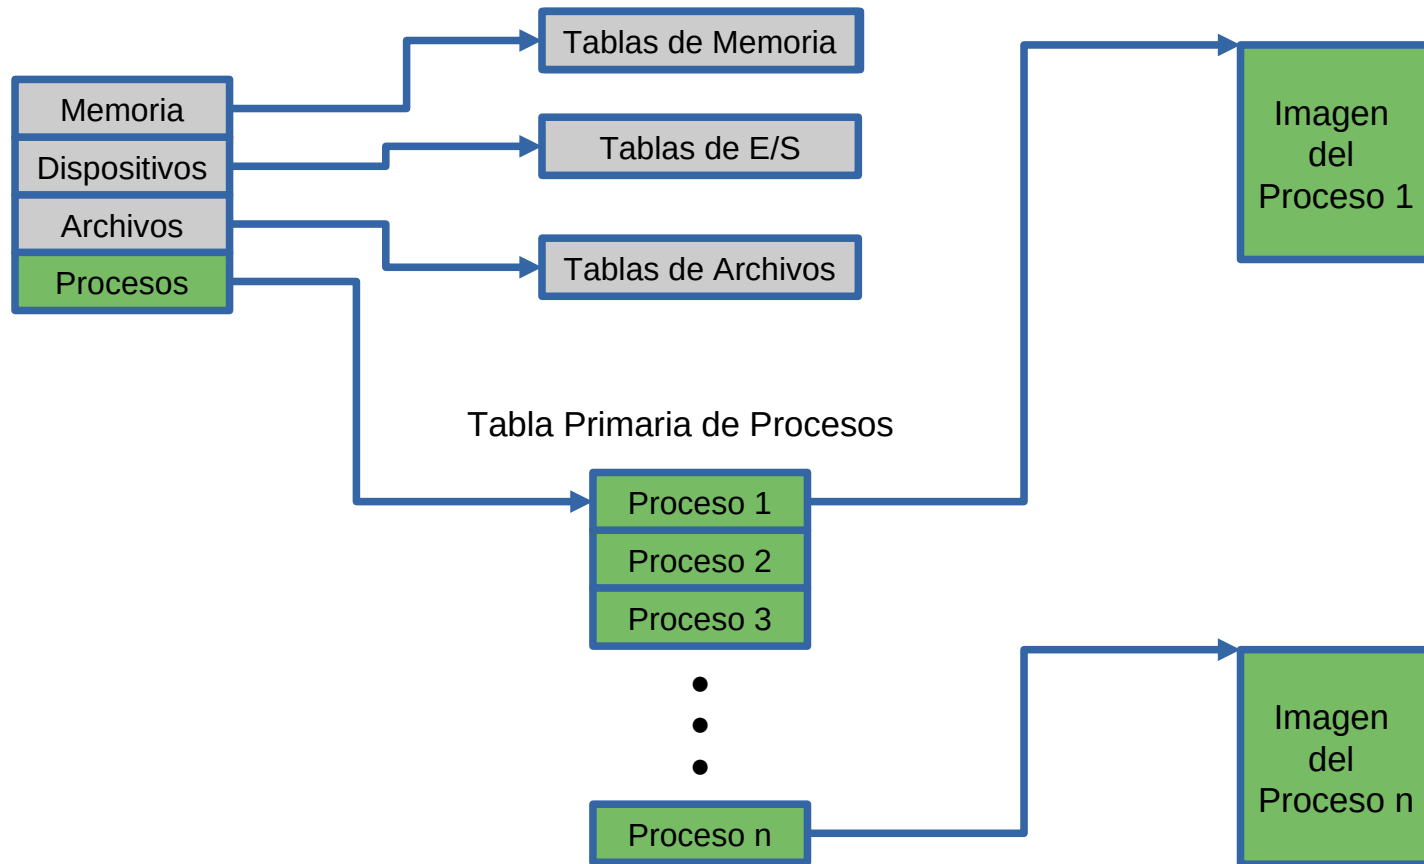 Tablas de Memoria
Memoria
Dispositivos
Archivos
Procesos
Tablas de E/S
Tablas de Archivos
Imagen
del
Proceso 1
Tabla Primaria de Procesos
Proceso 1
Proceso 2
Proceso 3
Proceso n
Imagen
del
Proceso n